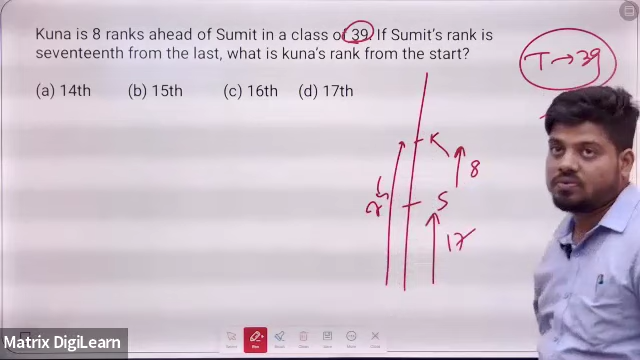 Kuna is 8 ranks ahead of Sumit in a class of 39. If Sumit's rank is
seventeenth from the last, what is kuna's rank from the start?
(a) 14th (b) 15th (c) 16th (d) 17th
T → 39
K
8
S
17
Matrix DigiLearn